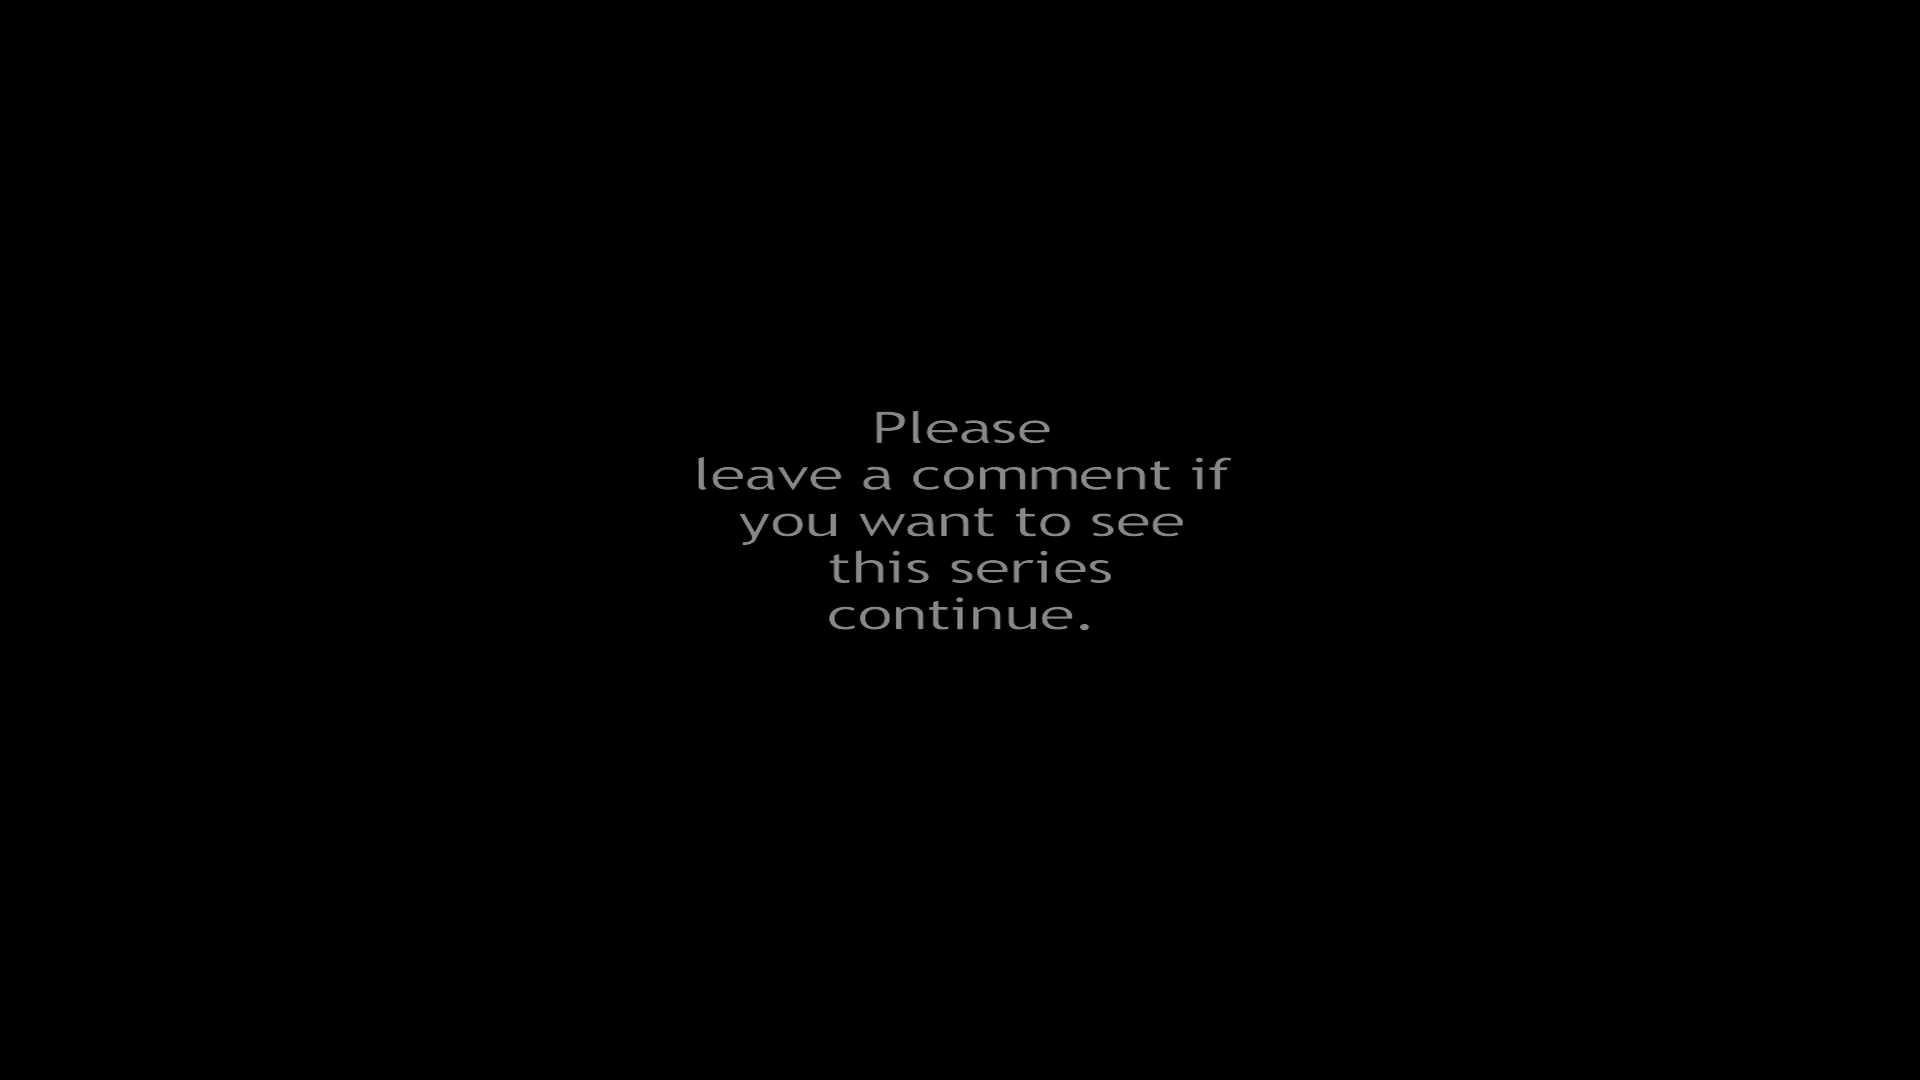 Please
leave a comment if
you want to see
this series
continue.